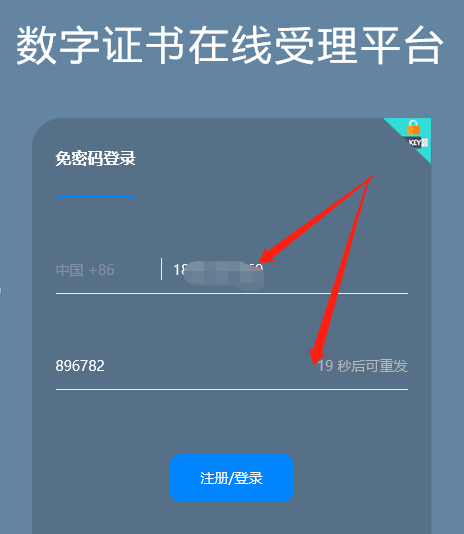 数字证书在线受理平台
KEY
免密码登录
中国 +86
896782
19 秒后可重发
注册/登录